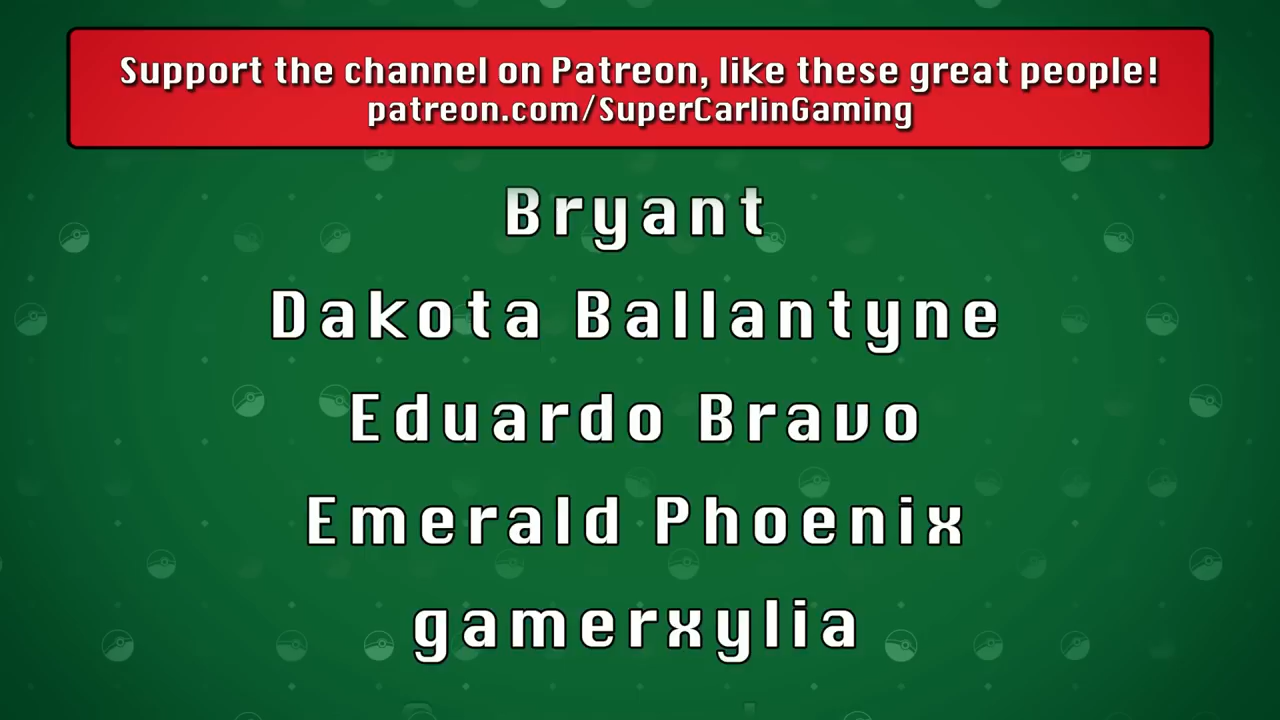 Support the channel on Patreon, like these great people!
patreon.com/SuperCarlinGaming
Bryant
Dakota Ballantyne
Eduardo Bravo
Emerald Phoenix
gamerxylia